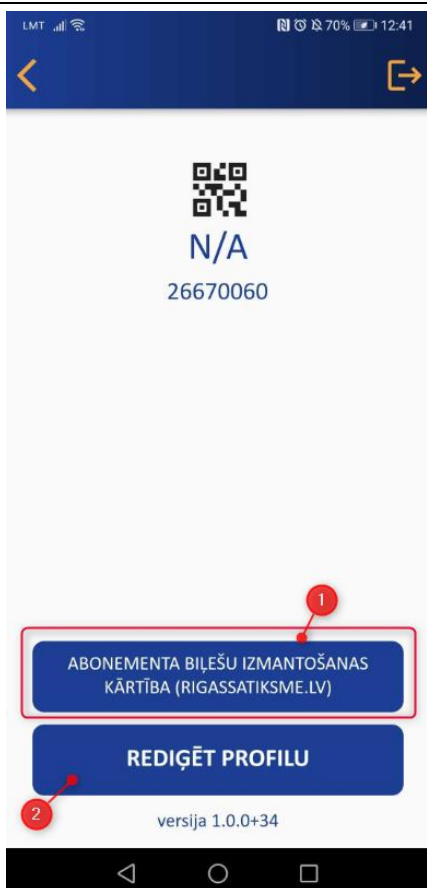 LMT 70% 12:41
N/A
26670060
1
ABONEMENTA BIĻEŠU IZMANTOŠANAS
KĀRTĪBA (RIGASSATIKSME.LV)
REDIĢĒT PROFILU
2
versija 1.0.0+34